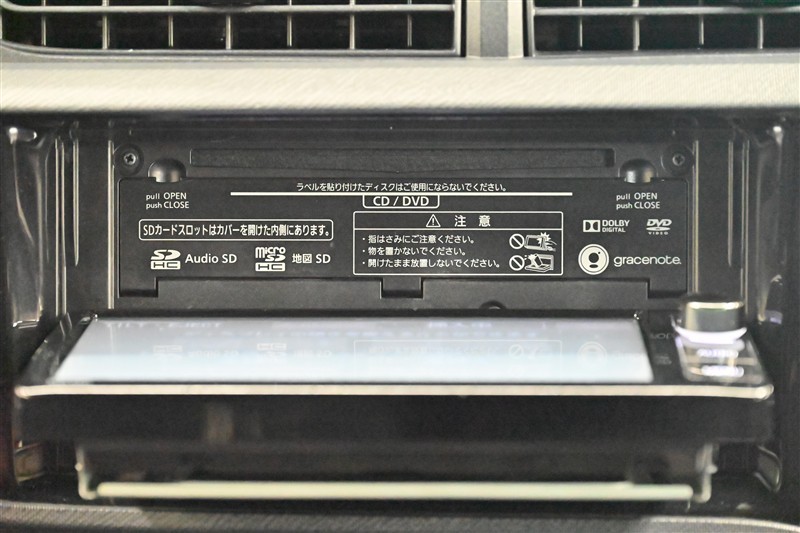 ラベルを貼り付けたディスクはご使用にならないでください。
CD / DVD
pull OPEN
push CLOSE
pull OPEN
push CLOSE
SDカードスロットはカバーを開けた内側にあります。
SD HC Audio SD
micro SD HC 地図 SD
⚠ 注 意
・指はさみにご注意ください。
・物を置かないでください。
・開けたまま放置しないでください。
DOLBY
DIGITAL
DVD
VIDEO
gracenote.